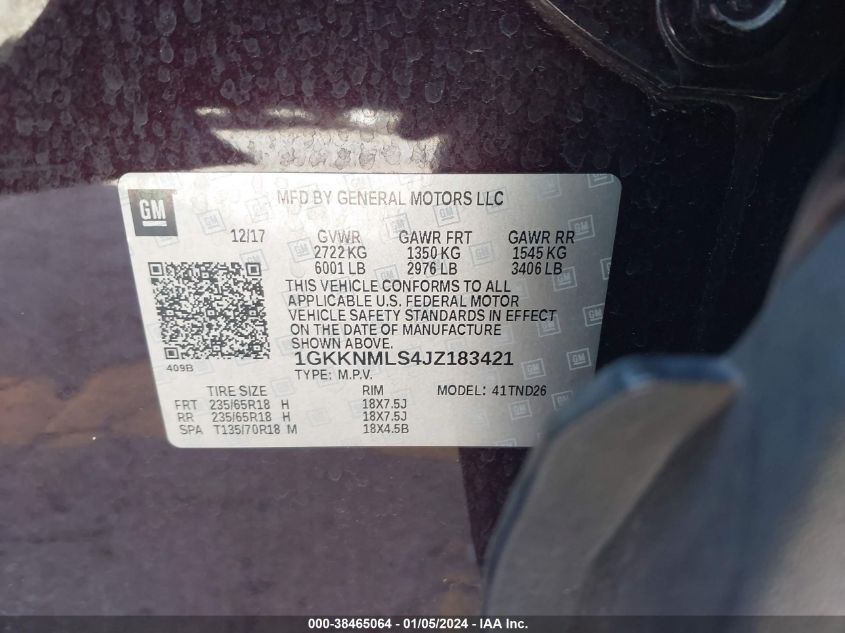 GM
MFD BY GENERAL MOTORS LLC
12/17 GVWR GAWR FRT GAWR RR
2722 KG 1350 KG 1545 KG
6001 LB 2976 LB 3406 LB
THIS VEHICLE CONFORMS TO ALL
APPLICABLE U.S. FEDERAL MOTOR
VEHICLE SAFETY STANDARDS IN EFFECT
ON THE DATE OF MANUFACTURE
SHOWN ABOVE.
409B
1GKKNMLS4JZ183421
TYPE: M.P.V.
TIRE SIZE RIM MODEL: 41TND26
FRT 235/65R18 H 18X7.5J
RR 235/65R18 H 18X7.5J
SPA T135/70R18 M 18X4.5B
000-38465064 - 01/05/2024 - IAA Inc.